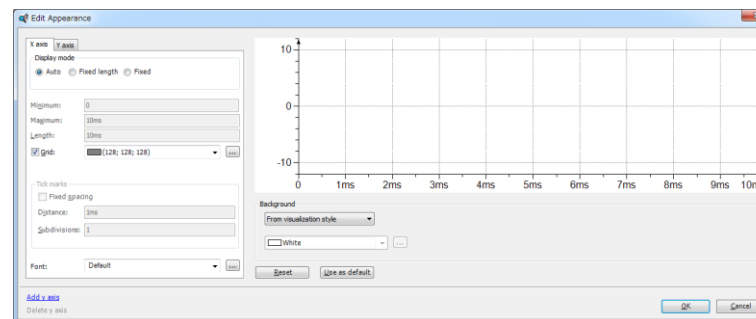 Edit Appearance
X axis Y axis
Display mode
Auto Fixed length Fixed
Minimum: 0
Maximum: 10ms
Length: 10ms
Grid: (128; 128; 128) ...
Tick marks
Fixed spacing
Distance: 1ms
Subdivisions: 1
Font: Default ...
10
0
-10
0 1ms 2ms 3ms 4ms 5ms 6ms 7ms 8ms 9ms 10m
Background
From visualization style
White ...
Reset Use as default
Add y axis
Delete y axis
OK Cancel